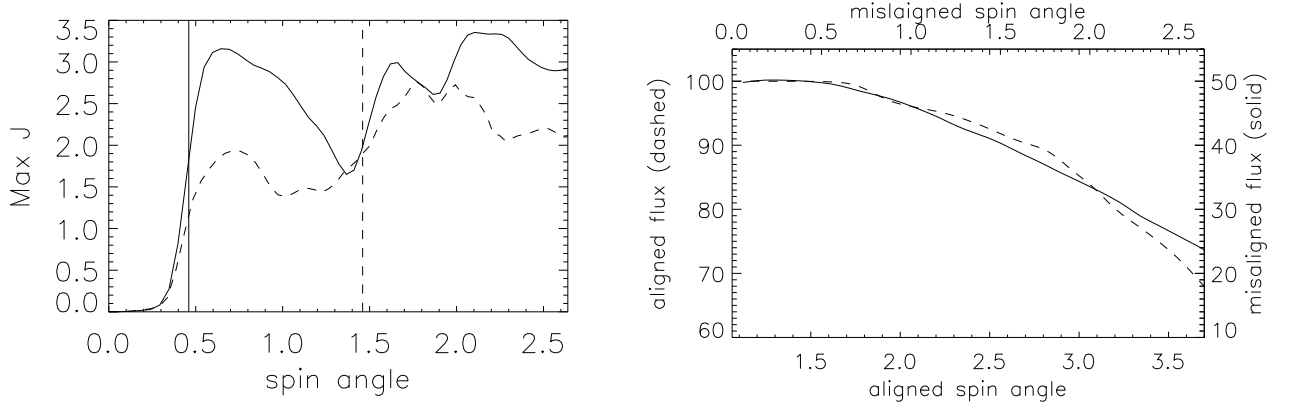 3.5
3.0
2.5
2.0
1.5
1.0
0.5
0.0
Max J
0.0 0.5 1.0 1.5 2.0 2.5
spin angle
mislaigned spin angle
0.0 0.5 1.0 1.5 2.0 2.5
100
90
80
70
60
aligned flux (dashed)
50
40
30
20
10
misaligned flux (solid)
1.5 2.0 2.5 3.0 3.5
aligned spin angle